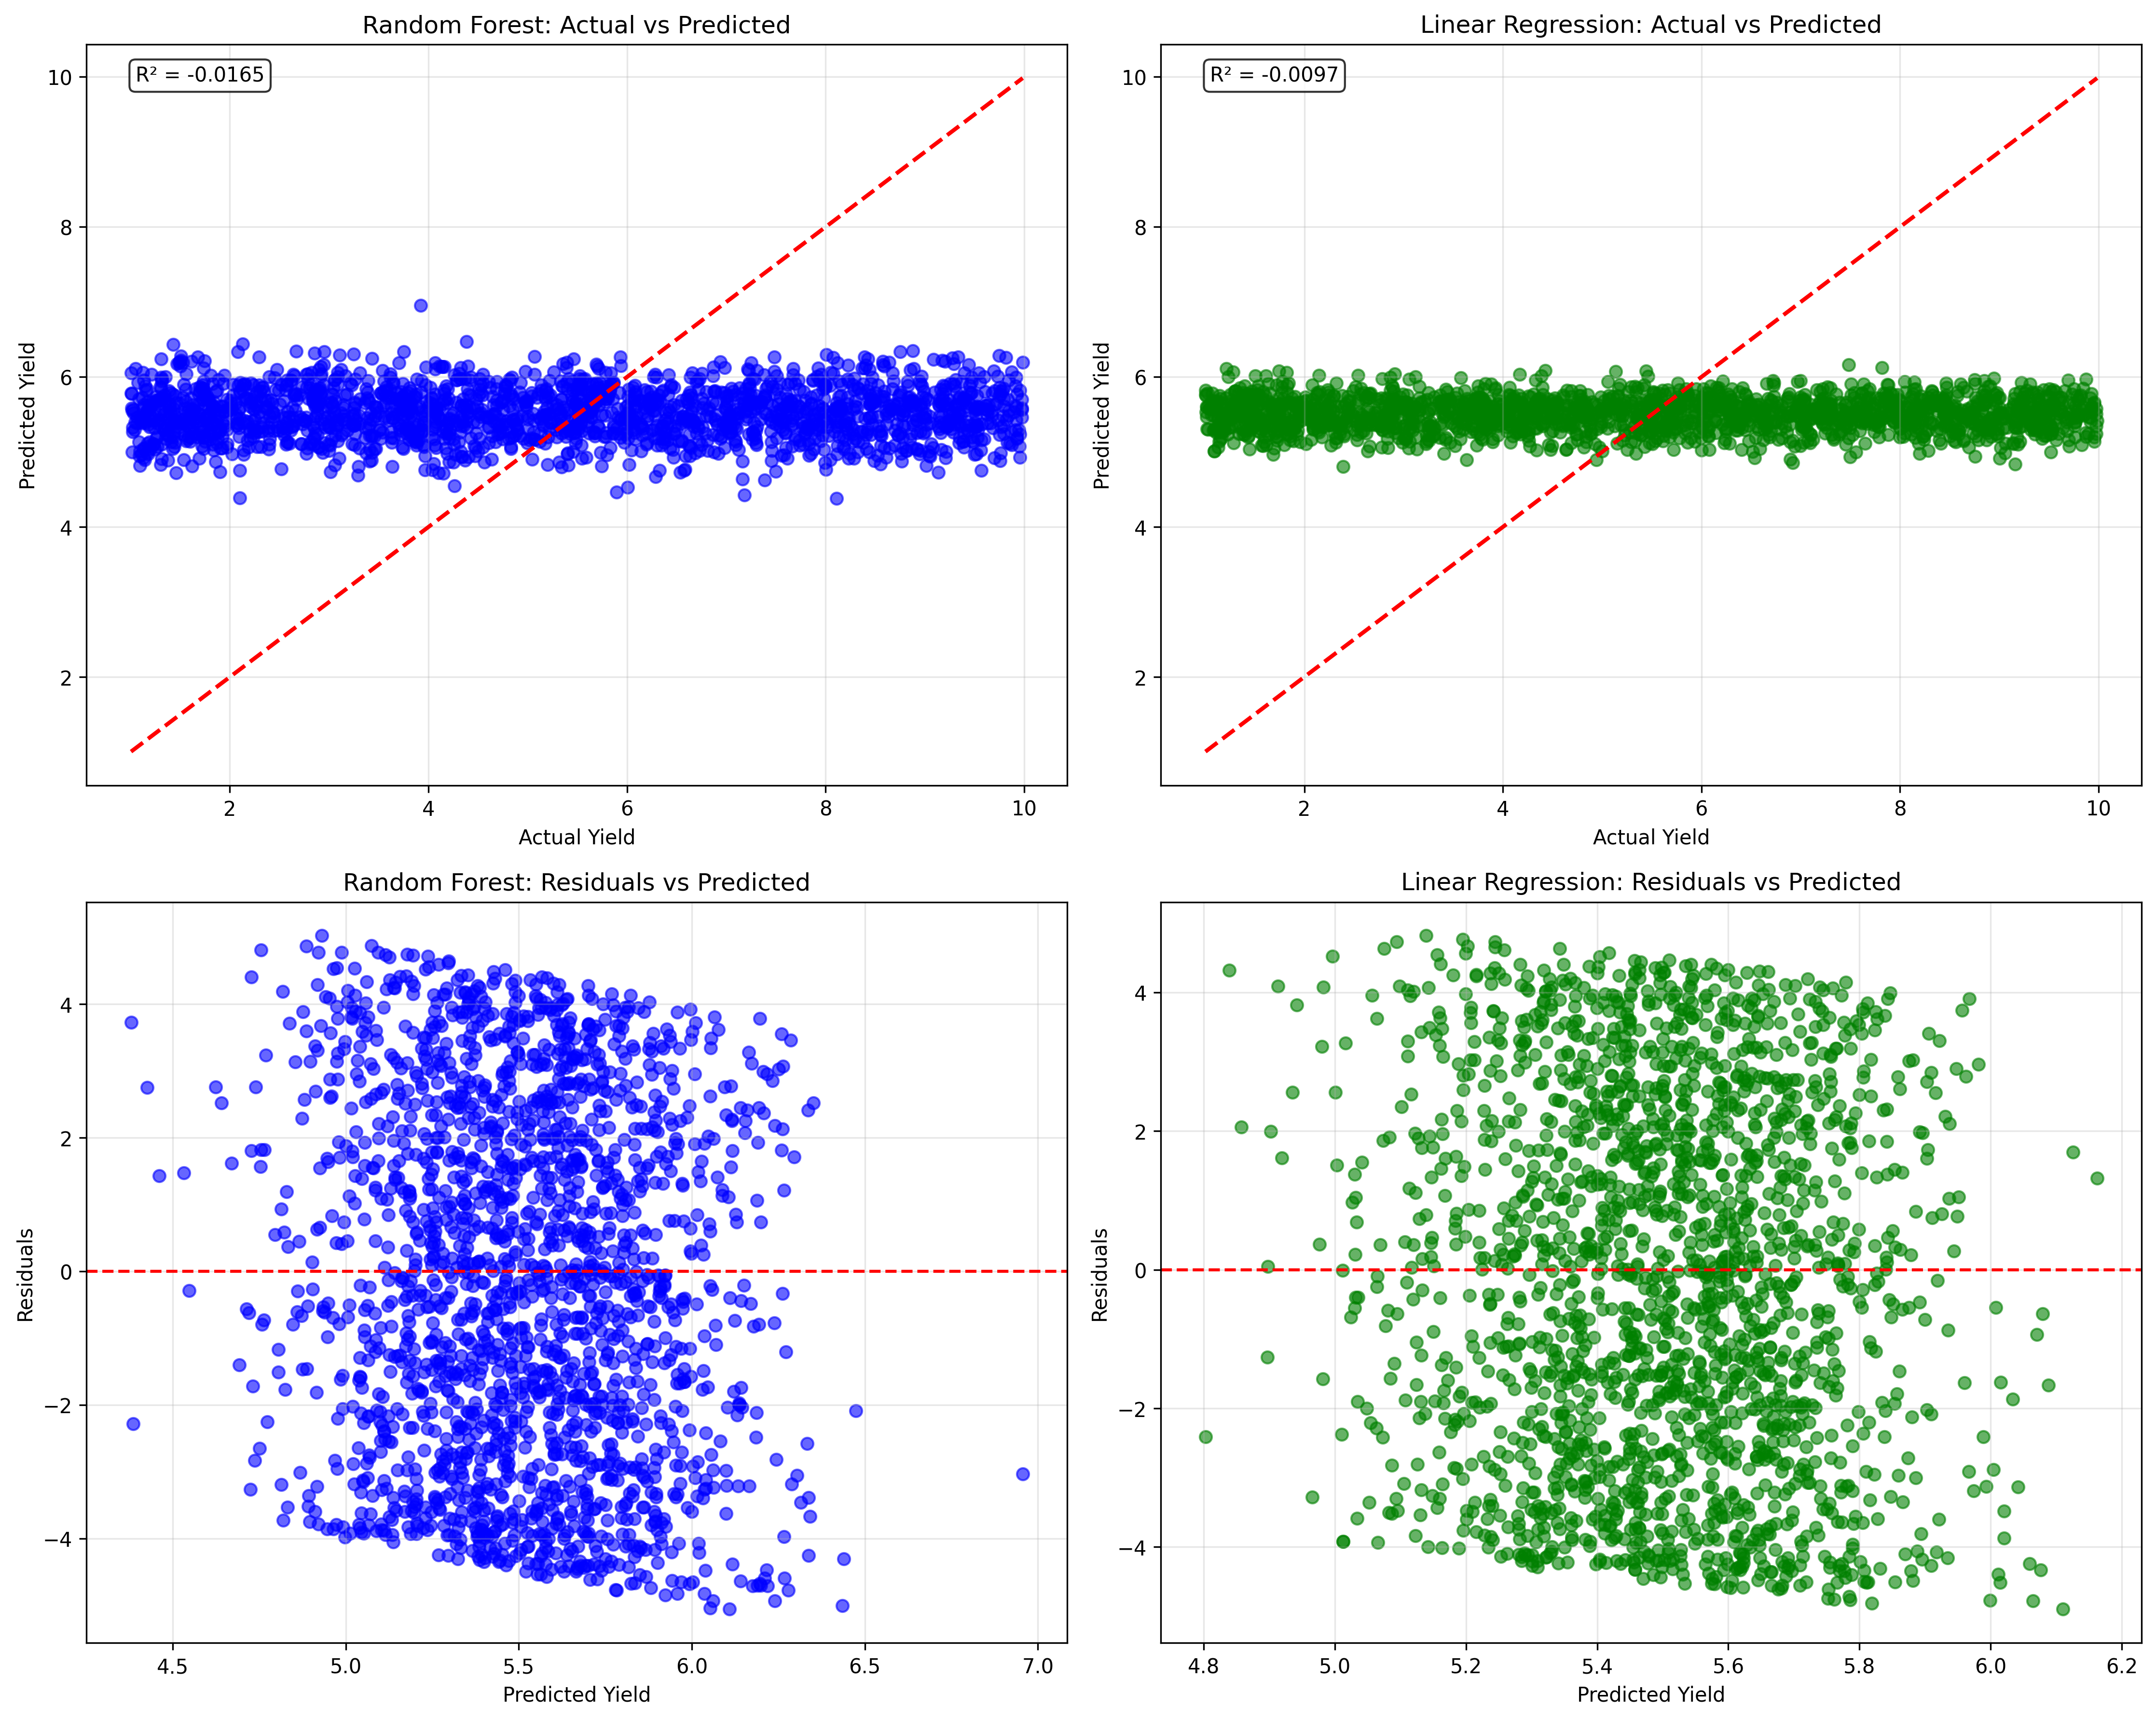 Random Forest: Actual vs Predicted
R² = -0.0165
10
8
6
4
2
Predicted Yield
2 4 6 8 10
Actual Yield
Linear Regression: Actual vs Predicted
R² = -0.0097
10
8
6
4
2
Predicted Yield
2 4 6 8 10
Actual Yield
Random Forest: Residuals vs Predicted
4
2
0
−2
−4
Residuals
4.5 5.0 5.5 6.0 6.5 7.0
Predicted Yield
Linear Regression: Residuals vs Predicted
4
2
0
−2
−4
Residuals
4.8 5.0 5.2 5.4 5.6 5.8 6.0 6.2
Predicted Yield